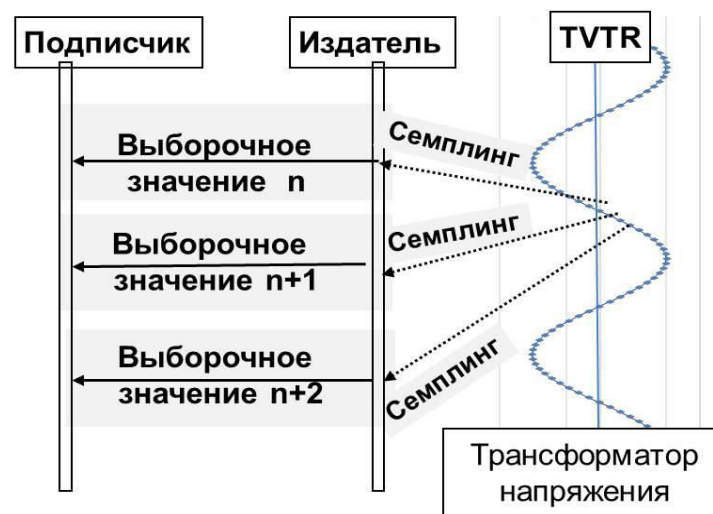 Подписчик
Издатель
TVTR
Семплинг
Выборочное
значение n
Семплинг
Выборочное
значение n+1
Выборочное
значение n+2
Семплинг
Трансформатор
напряжения